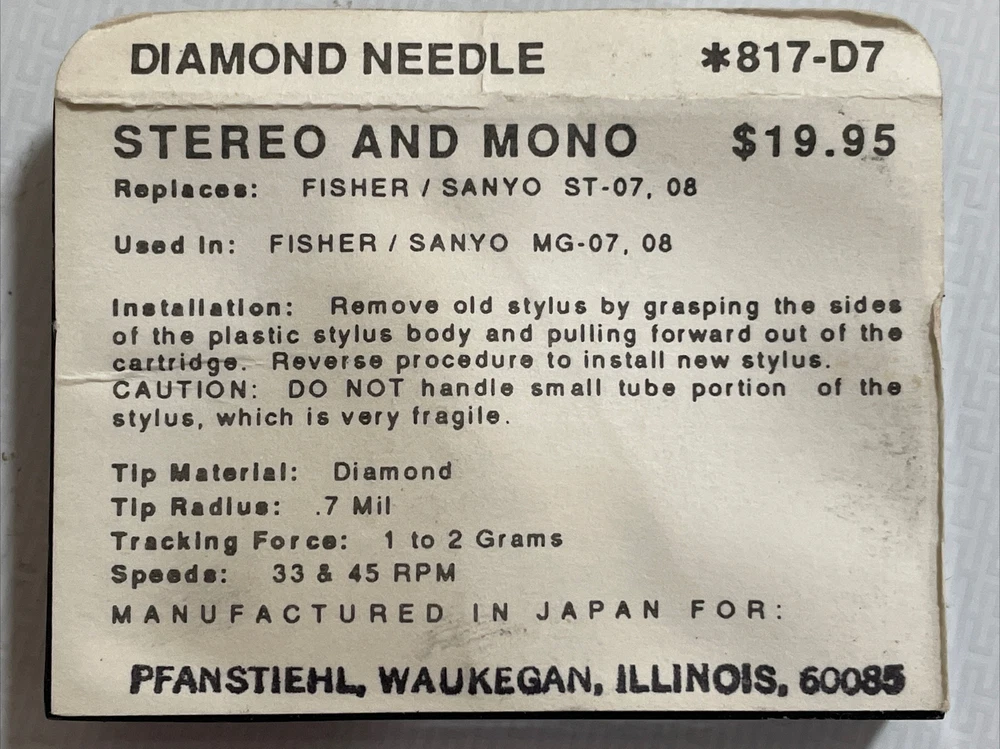 DIAMOND NEEDLE *817-D7
STEREO AND MONO $19.95
Replaces: FISHER / SANYO ST-07, 08
Used In: FISHER / SANYO MG-07, 08
Installation: Remove old stylus by grasping the sides
of the plastic stylus body and pulling forward out of the
cartridge. Reverse procedure to install new stylus.
CAUTION: DO NOT handle small tube portion of the
stylus, which is very fragile.
Tip Material: Diamond
Tip Radius: .7 Mil
Tracking Force: 1 to 2 Grams
Speeds: 33 & 45 RPM
MANUFACTURED IN JAPAN FOR:
PFANSTIEHL, WAUKEGAN, ILLINOIS, 60085